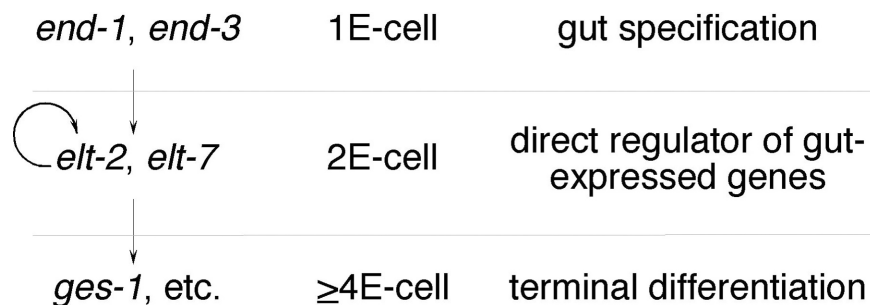 end-1, end-3 1E-cell gut specification
elt-2, elt-7 2E-cell direct regulator of gut-
expressed genes
ges-1, etc. ≥4E-cell terminal differentiation